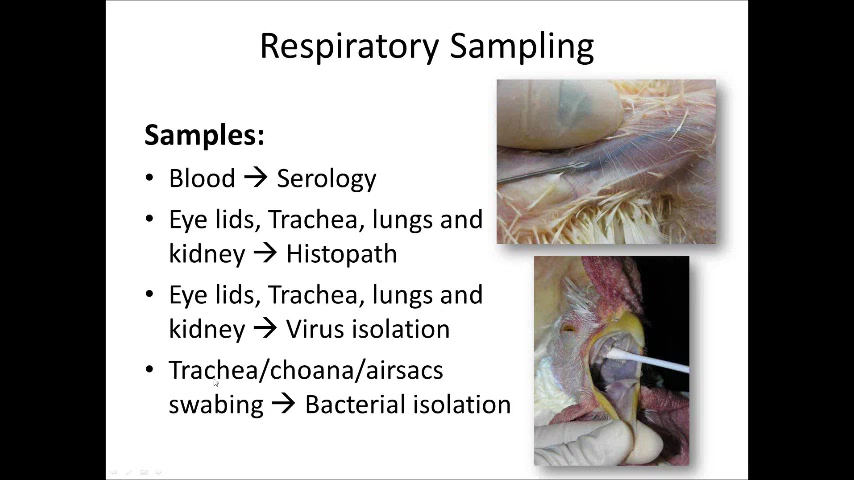 Respiratory Sampling
Samples:
• Blood → Serology
• Eye lids, Trachea, lungs and
kidney → Histopath
• Eye lids, Trachea, lungs and
kidney → Virus isolation
• Trachea/choana/airsacs
swabing → Bacterial isolation